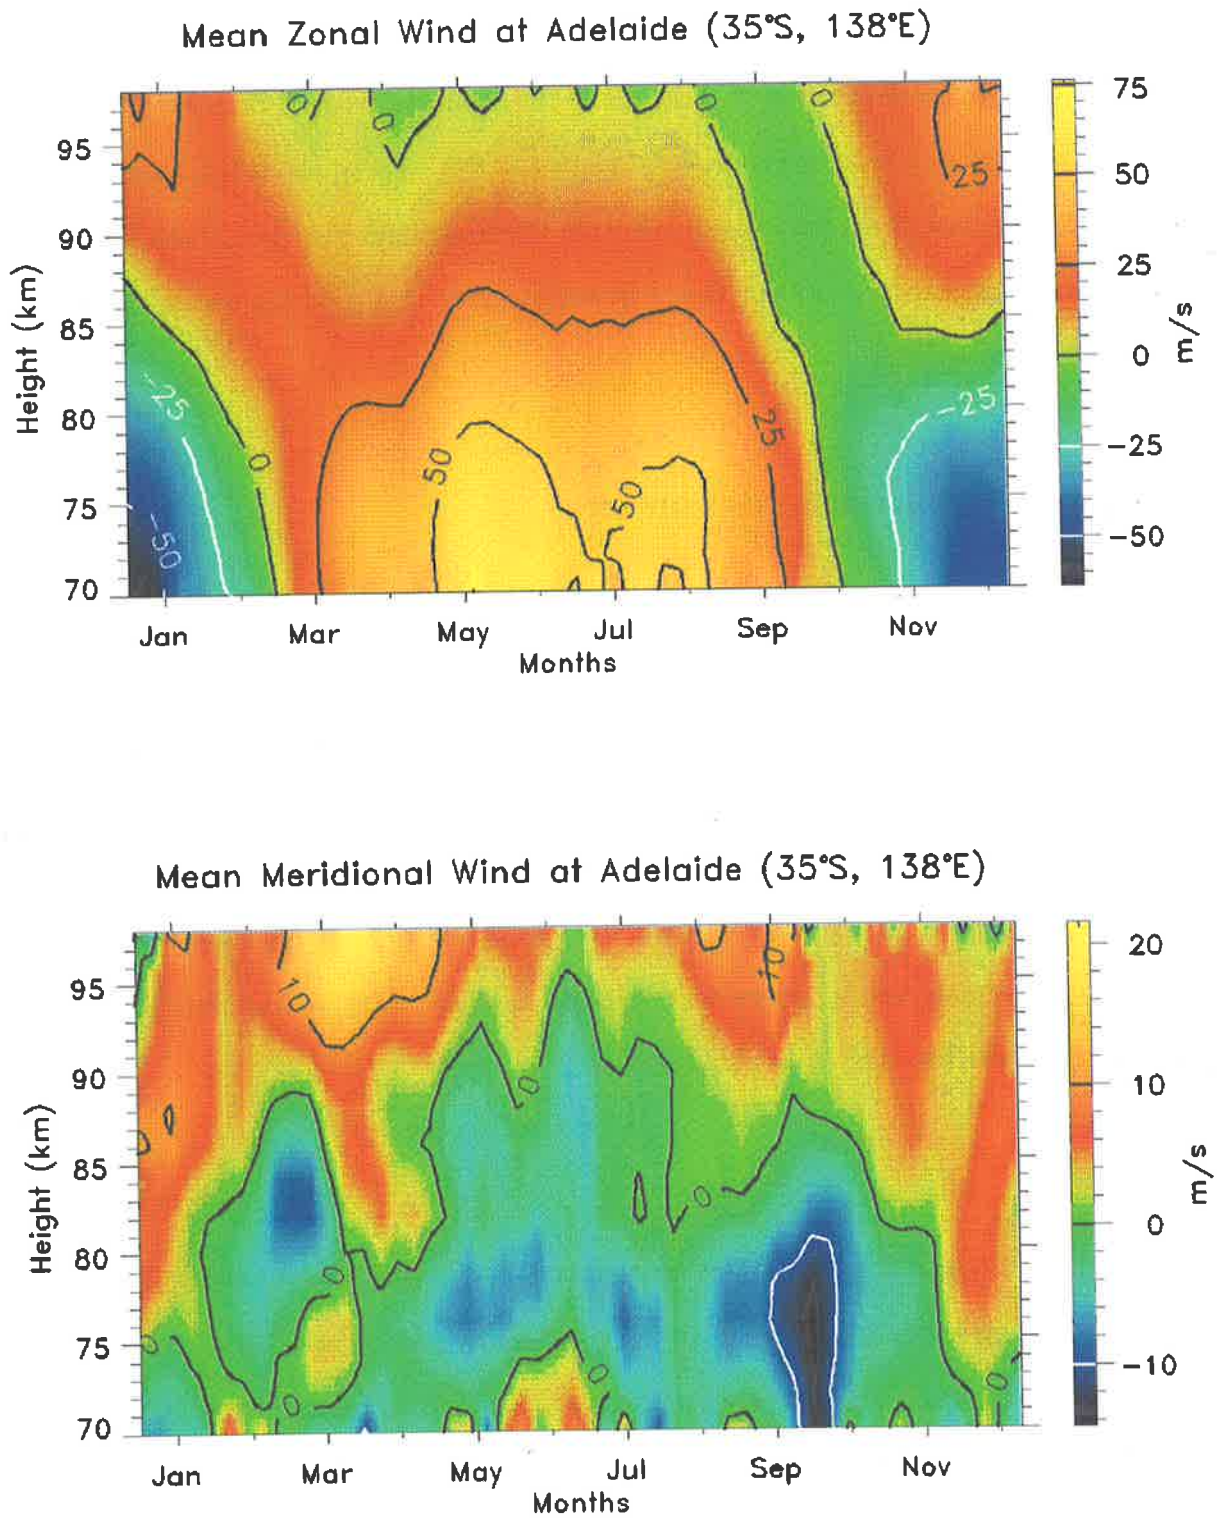 Mean Zonal Wind at Adelaide (35°S, 138°E)
95
90
85
80
75
70
Height (km)
0
0
0
0
25
-25
0
-50
50
50
25
-25
Jan
Mar
May
Jul
Sep
Nov
Months
75
50
25
0
-25
-50
m/s
Mean Meridional Wind at Adelaide (35°S, 138°E)
95
90
85
80
75
70
Height (km)
10
10
0
0
0
0
0
0
0
Jan
Mar
May
Jul
Sep
Nov
Months
20
10
0
-10
m/s